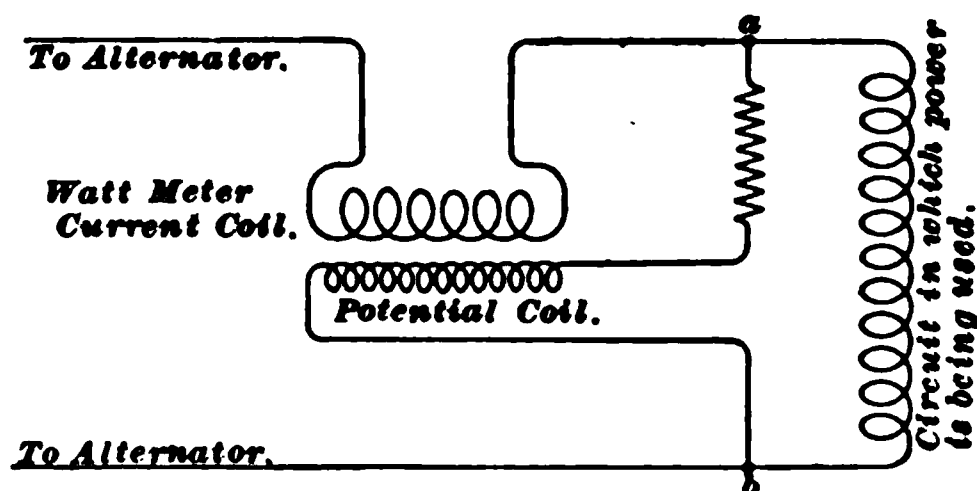 To Alternator.
a
Watt Meter
Current Coil.
Potential Coil.
Circuit in which power
is being used.
To Alternator.
b